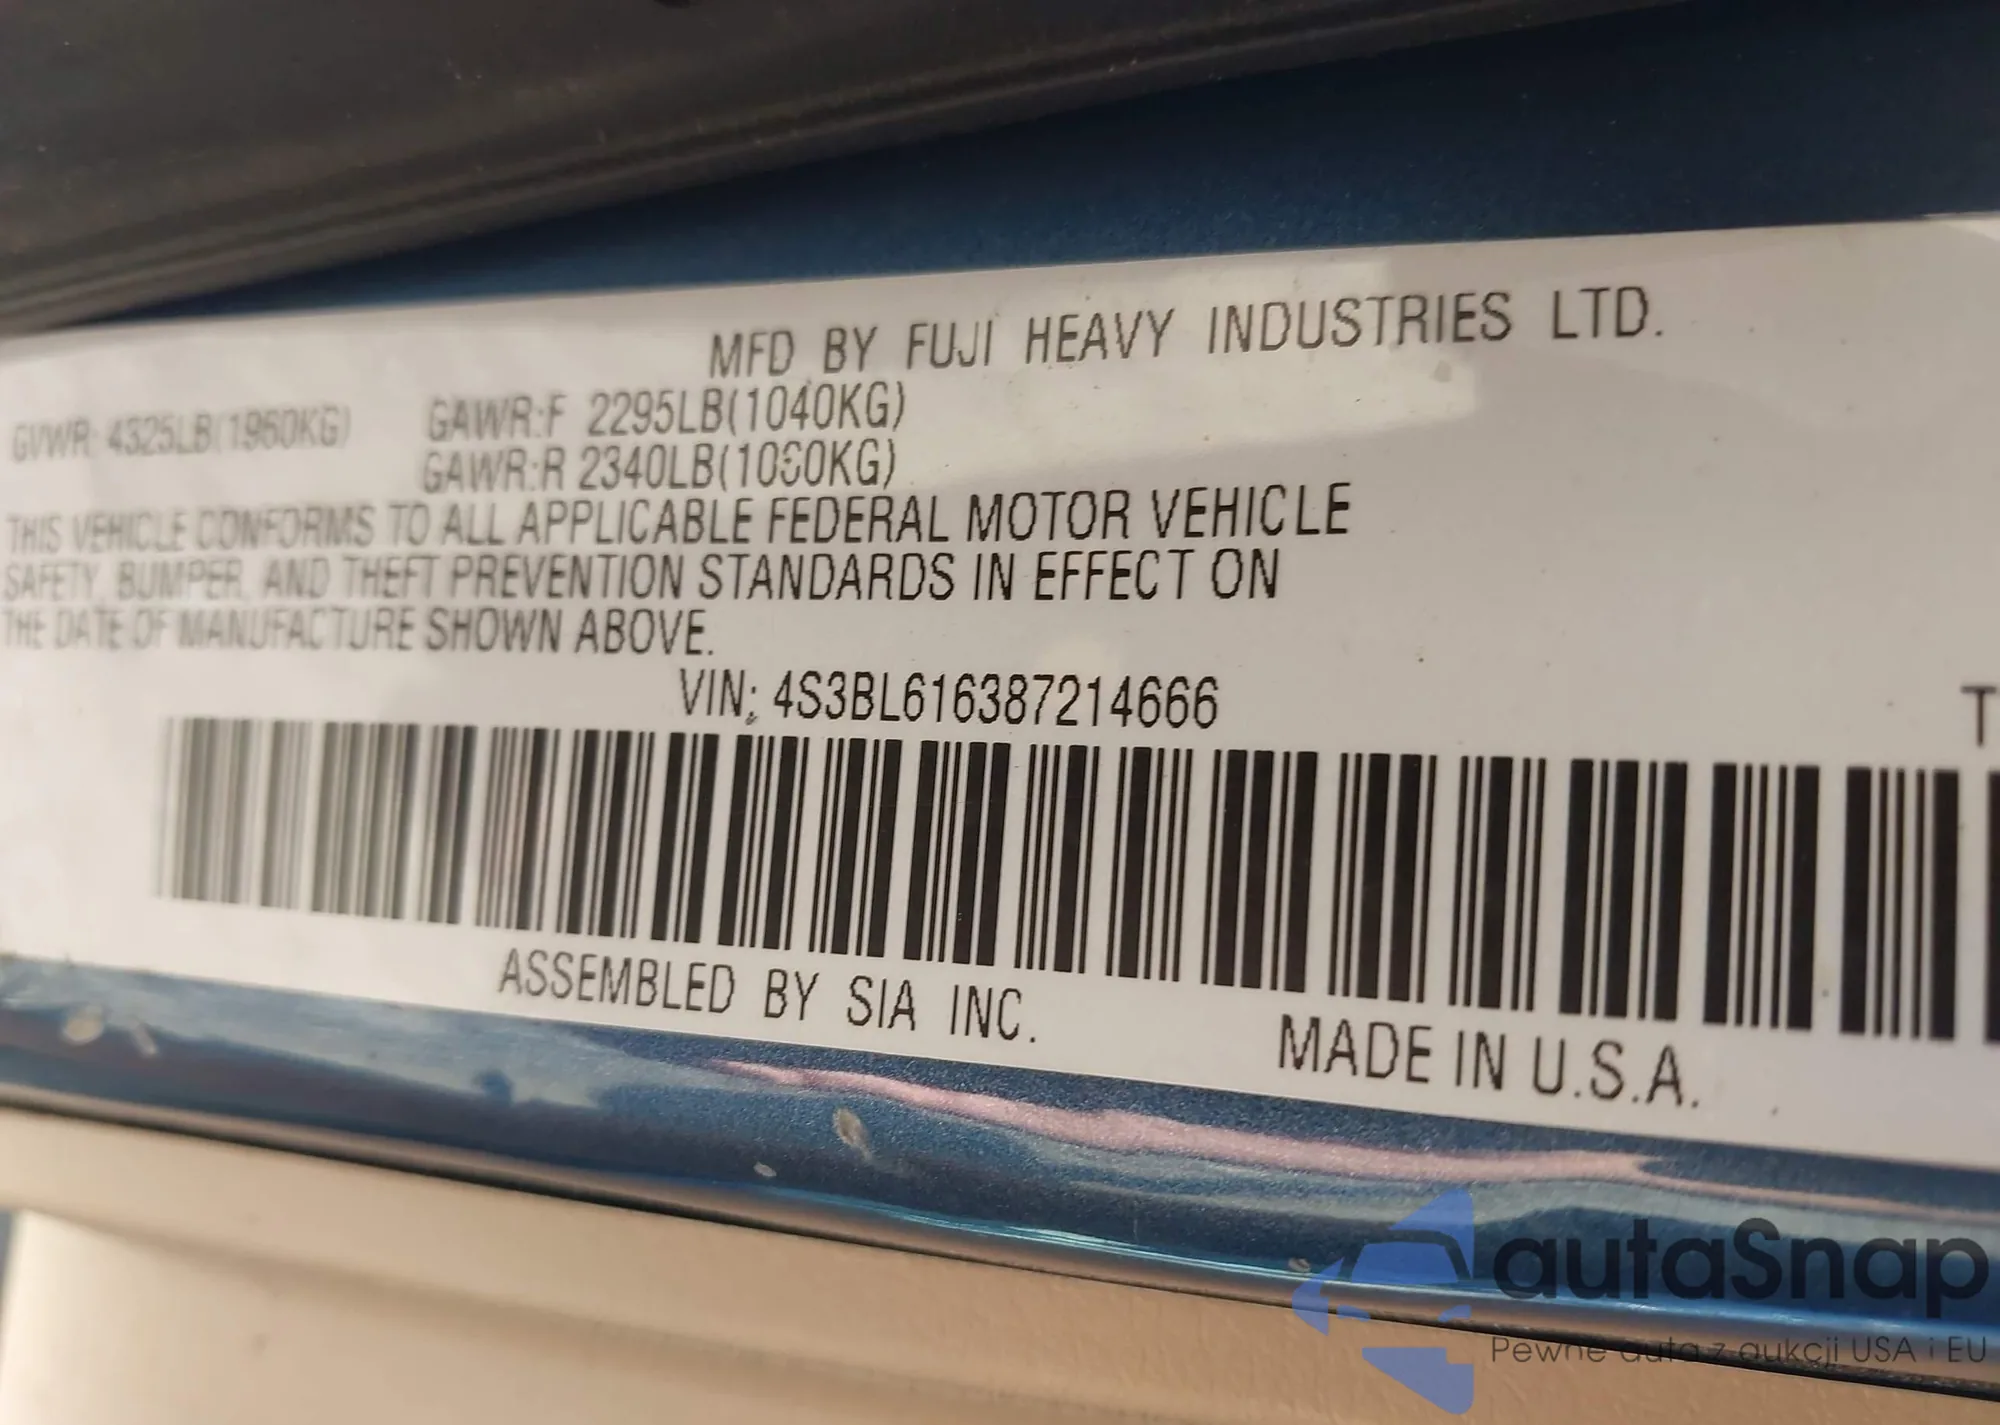 MFD BY FUJI HEAVY INDUSTRIES LTD.
GVWR: 4325LB(1960KG) GAWR:F 2295LB(1040KG)
GAWR:R 2340LB(1060KG)
THIS VEHICLE CONFORMS TO ALL APPLICABLE FEDERAL MOTOR VEHICLE
SAFETY, BUMPER, AND THEFT PREVENTION STANDARDS IN EFFECT ON
THE DATE OF MANUFACTURE SHOWN ABOVE.
VIN: 4S3BL616387214666
T
ASSEMBLED BY SIA INC. MADE IN U.S.A.
autaSnap
Pewne auta z aukcji USA i EU